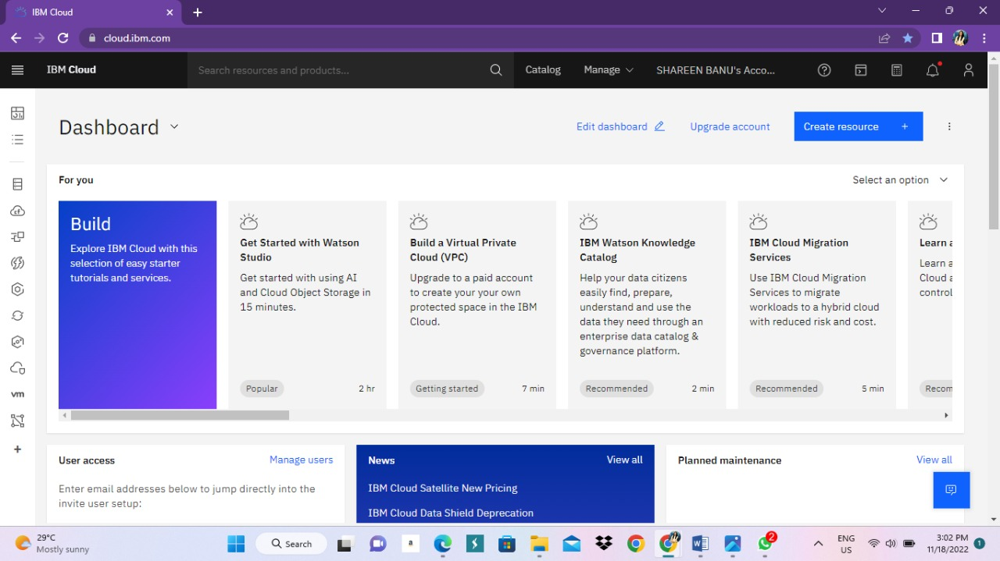 IBM Cloud
cloud.ibm.com
IBM Cloud
Search resources and products...
Catalog
Manage
SHAREEN BANU's Acco...
Dashboard
Edit dashboard
Upgrade account
Create resource +
For you
Select an option
Build
Explore IBM Cloud with this
selection of easy starter
tutorials and services.
Get Started with Watson
Studio
Get started with using AI
and Cloud Object Storage in
15 minutes.
Popular
2 hr
Build a Virtual Private
Cloud (VPC)
Upgrade to a paid account
to create your your own
protected space in the IBM
Cloud.
Getting started
7 min
IBM Watson Knowledge
Catalog
Help your data citizens
easily find, prepare,
understand and use the
data they need through an
enterprise data catalog &
governance platform.
Recommended
2 min
IBM Cloud Migration
Services
Use IBM Cloud Migration
Services to migrate
workloads to a hybrid cloud
with reduced risk and cost.
Recommended
5 min
Learn a
Learn a
Cloud a
control
Recom
vm
User access
Manage users
Enter email addresses below to jump directly into the
invite user setup:
News
View all
IBM Cloud Satellite New Pricing
IBM Cloud Data Shield Deprecation
Planned maintenance
View all
29°C
Mostly sunny
Search
2
ENG
US
3:02 PM
11/18/2022
1